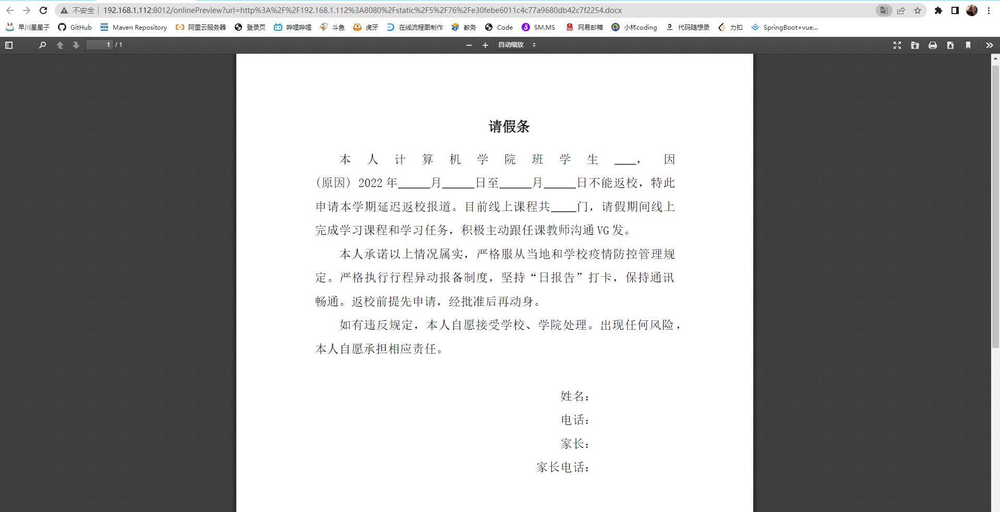 不安全 192.168.1.112:8012/onlinePreview?url=http%3A%2F%2F192.168.1.112%3A8080%2Fstatic%2F5%2F76%2Fe30febe6011c4c77a9680db42c7f2254.docx
早川星星子 GitHub Maven Repository 阿里云服务器 登录页 哔哩哔哩 斗鱼 虎牙 在线流程图制作 教务 Code SM.MS 网易邮箱 小林coding 代码随想录 力扣 SpringBoot+vue...
1 / 1 自动缩放
请假条
本人计算机学院班学生____，因
(原因) 2022年_____月_____日至_____月_____日不能返校，特此
申请本学期延迟返校报道。目前线上课程共____门，请假期间线上
完成学习课程和学习任务，积极主动跟任课教师沟通VG发。
本人承诺以上情况属实，严格服从当地和学校疫情防控管理规
定。严格执行行程异动报备制度，坚持“日报告”打卡，保持通讯
畅通。返校前提先申请，经批准后再动身。
如有违反规定，本人自愿接受学校、学院处理。出现任何风险，
本人自愿承担相应责任。
姓名：
电话：
家长：
家长电话：